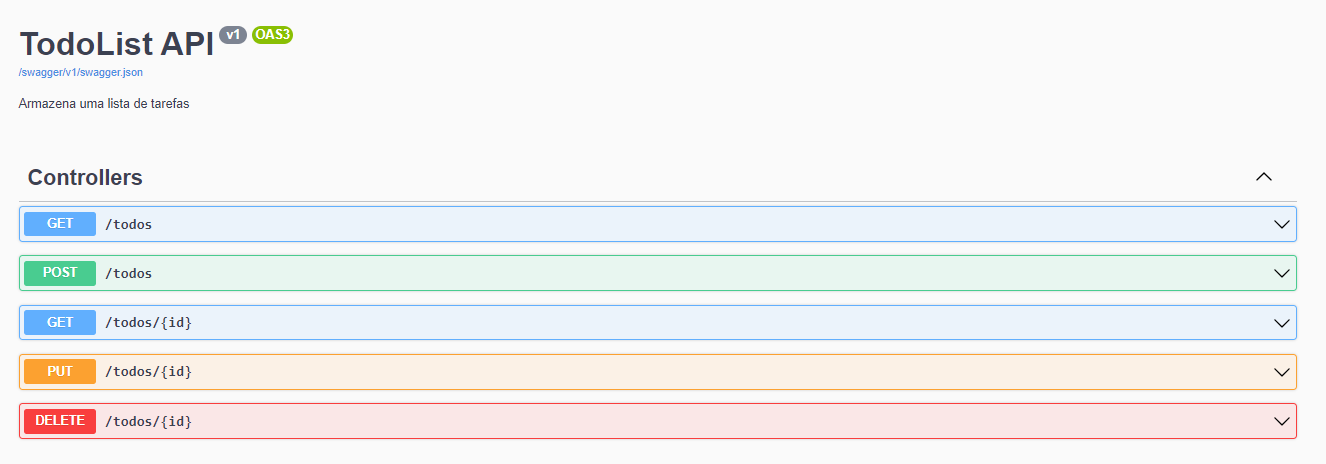 TodoList API v1 OAS3
/swagger/v1/swagger.json
Armazena uma lista de tarefas
Controllers
GET /todos
POST /todos
GET /todos/{id}
PUT /todos/{id}
DELETE /todos/{id}